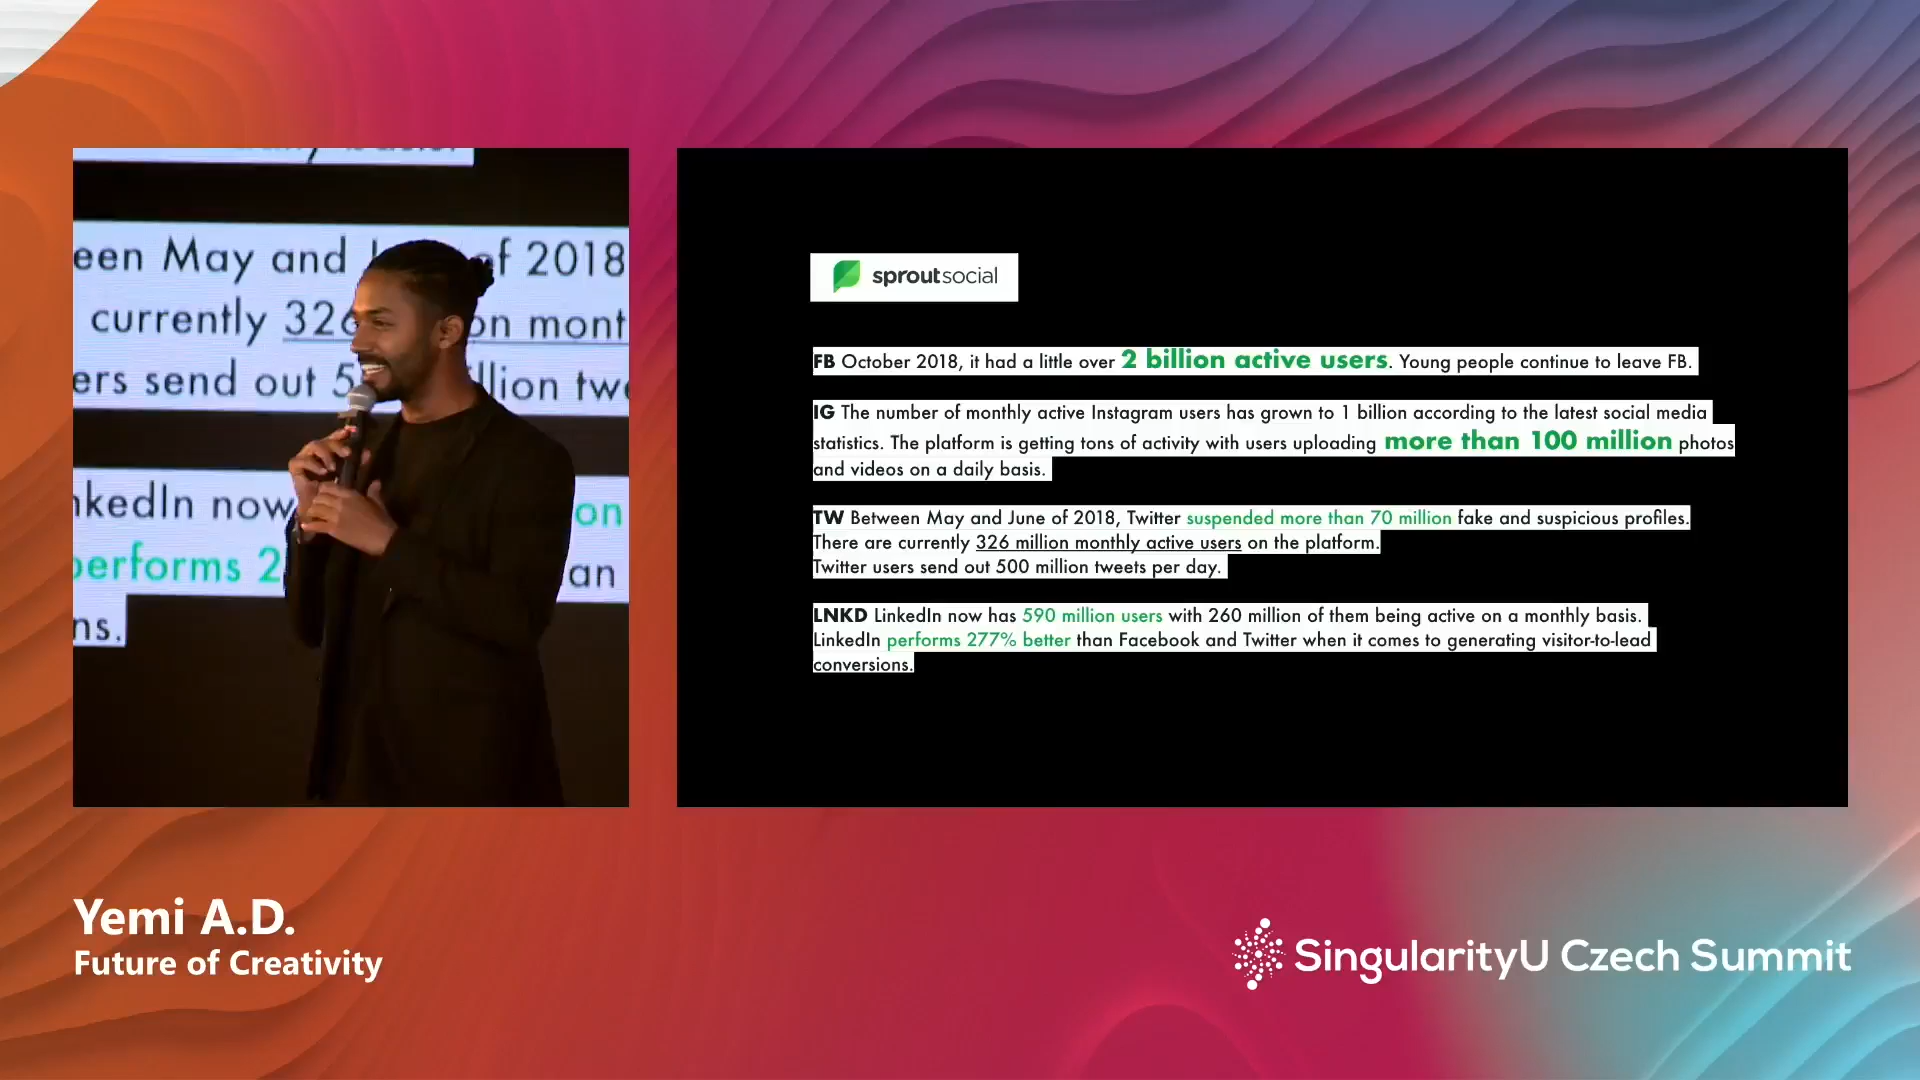 een May and of 2018
currently 326 on mont
ers send out 5 llion twe
nkedIn now on
performs 2 an
ns.
sproutsocial
FB October 2018, it had a little over 2 billion active users. Young people continue to leave FB.
IG The number of monthly active Instagram users has grown to 1 billion according to the latest social media
statistics. The platform is getting tons of activity with users uploading more than 100 million photos
and videos on a daily basis.
TW Between May and June of 2018, Twitter suspended more than 70 million fake and suspicious profiles.
There are currently 326 million monthly active users on the platform.
Twitter users send out 500 million tweets per day.
LNKD LinkedIn now has 590 million users with 260 million of them being active on a monthly basis.
LinkedIn performs 277% better than Facebook and Twitter when it comes to generating visitor-to-lead
conversions.
Yemi A.D.
Future of Creativity
SingularityU Czech Summit